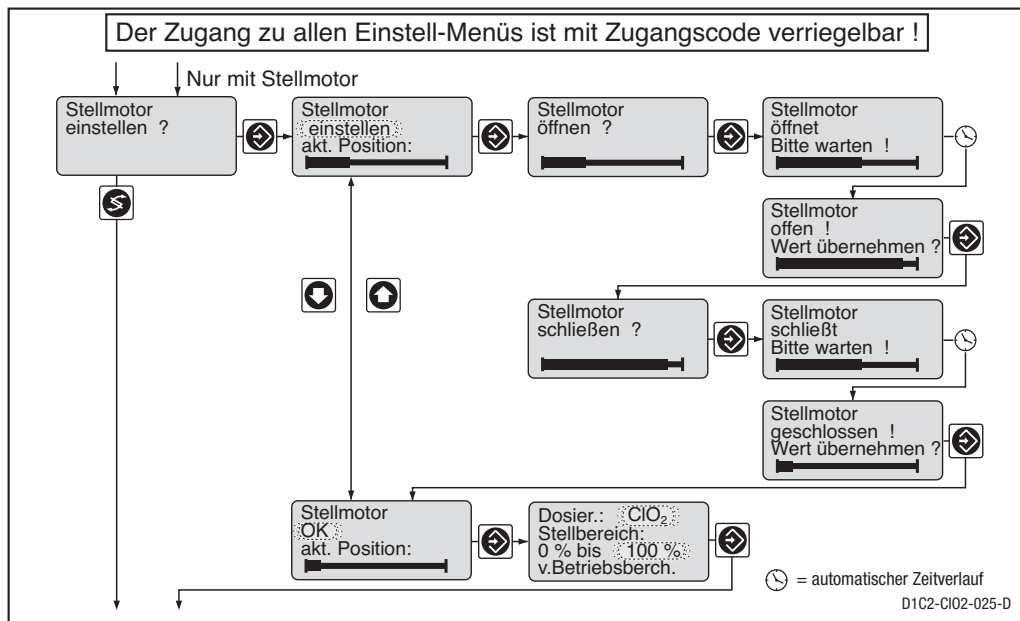 Der Zugang zu allen Einstell-Menüs ist mit Zugangscode verriegelbar !
Nur mit Stellmotor
Stellmotor
einstellen ?
Stellmotor
einstellen
akt. Position:
Stellmotor
öffnen ?
Stellmotor
öffnet
Bitte warten !
Stellmotor
offen !
Wert übernehmen ?
Stellmotor
schließen ?
Stellmotor
schließt
Bitte warten !
Stellmotor
geschlossen !
Wert übernehmen ?
Stellmotor
OK
akt. Position:
Dosier.: ClO₂
Stellbereich:
0 % bis 100 %
v.Betriebsberch.
= automatischer Zeitverlauf
D1C2-ClO2-025-D